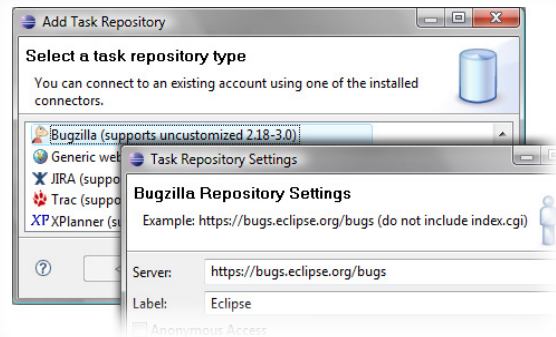 Add Task Repository
Select a task repository type
You can connect to an existing account using one of the installed
connectors.
Bugzilla (supports uncustomized 2.18-3.0)
Generic web
JIRA (suppo
Trac (suppo
XP XPlanner (su
?
<
Task Repository Settings
Bugzilla Repository Settings
Example: https://bugs.eclipse.org/bugs (do not include index.cgi)
Server: https://bugs.eclipse.org/bugs
Label: Eclipse
Anonymous Access